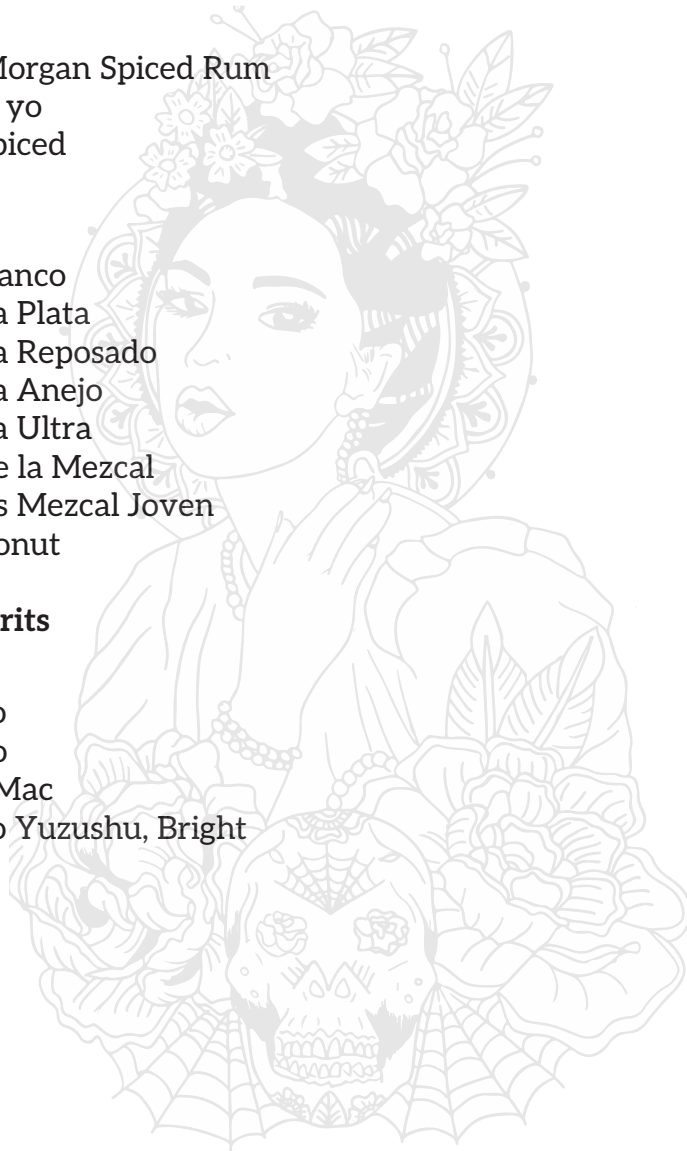 Morgan Spiced Rum
yo
piced
anco
a Plata
a Reposado
a Anejo
a Ultra
e la Mezcal
s Mezcal Joven
onut
rits
o
o
Mac
o Yuzushu, Bright